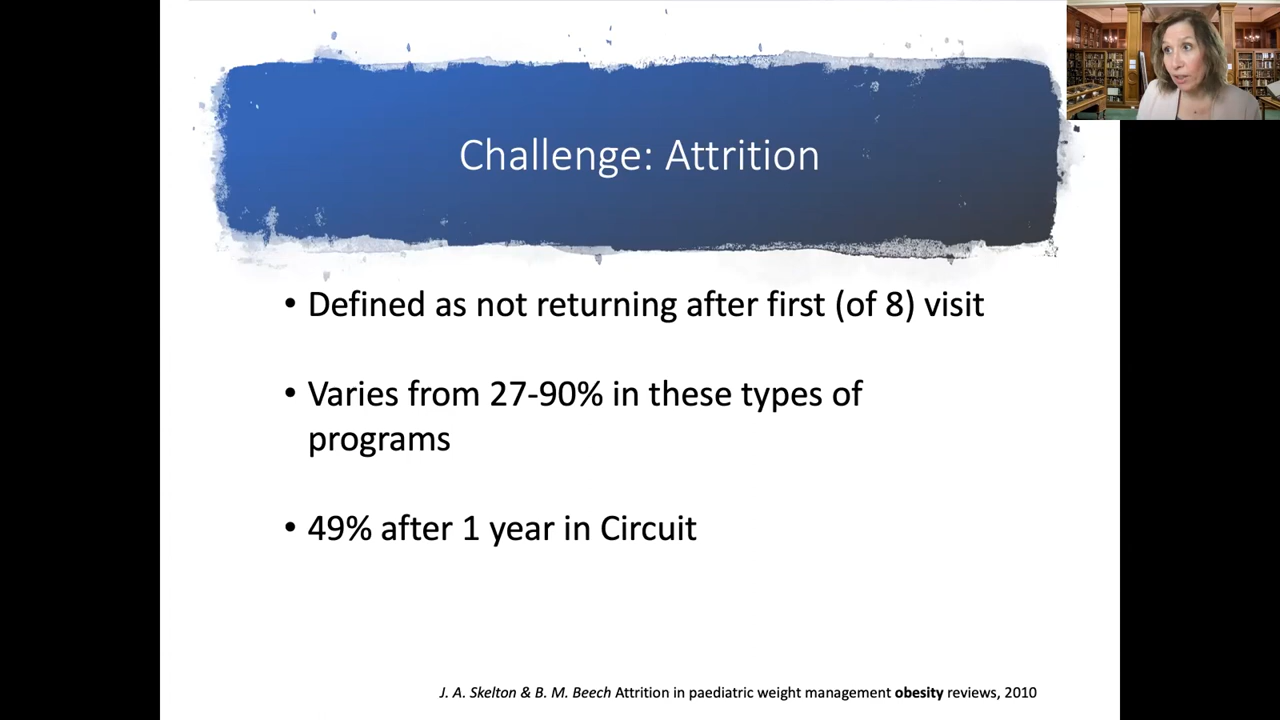 Challenge: Attrition
• Defined as not returning after first (of 8) visit
• Varies from 27-90% in these types of
programs
• 49% after 1 year in Circuit
J. A. Skelton & B. M. Beech Attrition in paediatric weight management obesity reviews, 2010